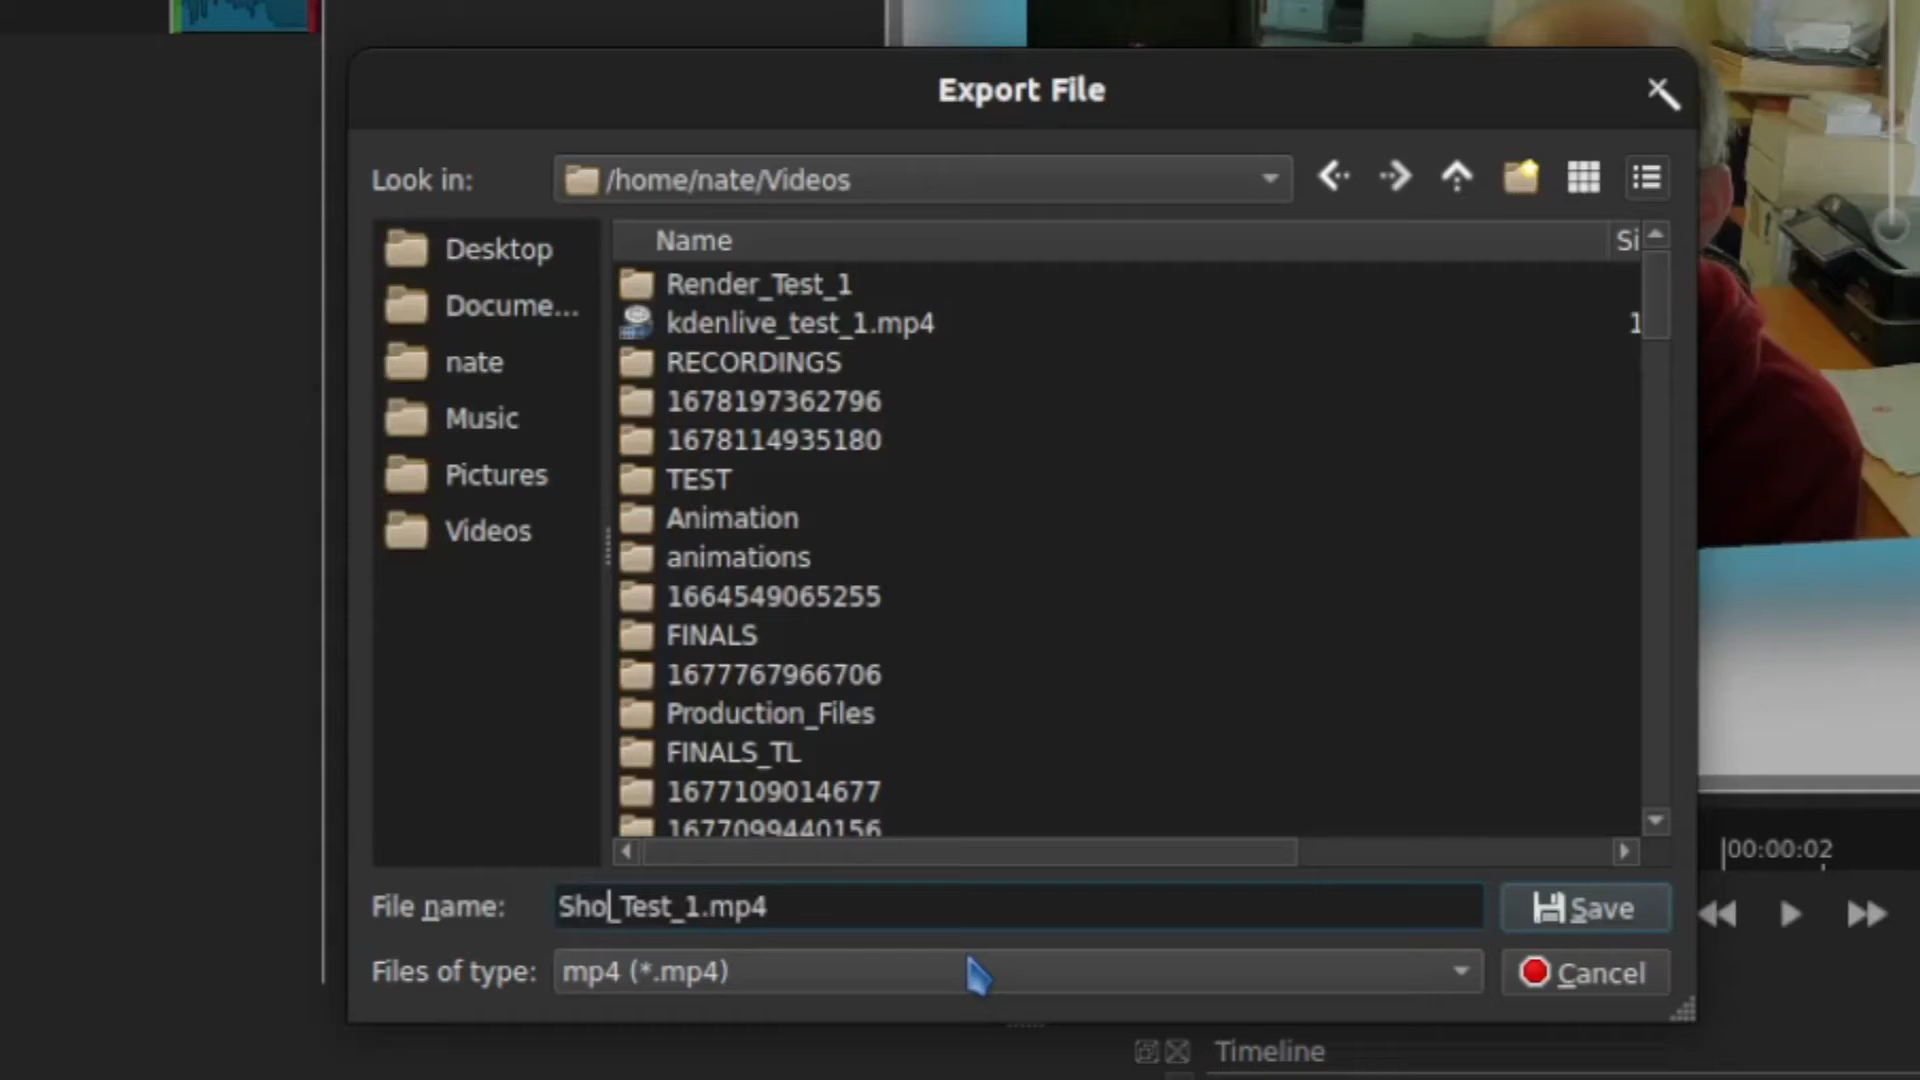 Export File
Look in: /home/nate/Videos
Desktop
Docume...
nate
Music
Pictures
Videos
Name Si
Render_Test_1
kdenlive_test_1.mp4 1
RECORDINGS
1678197362796
1678114935180
TEST
Animation
animations
1664549065255
FINALS
1677767966706
Production_Files
FINALS_TL
1677109014677
1677099440156
00:00:02
File name: Sho_Test_1.mp4 Save
Files of type: mp4 (*.mp4) Cancel
Timeline